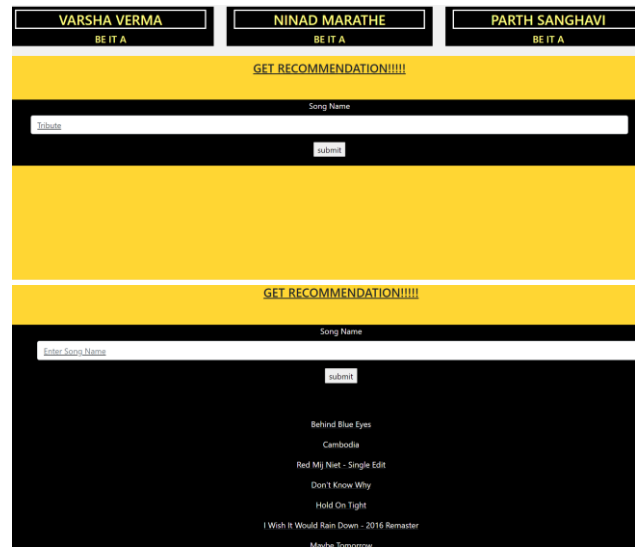 VARSHA VERMA NINAD MARATHE PARTH SANGHAVI
BE IT A BE IT A BE IT A
GET RECOMMENDATION!!!!!
Song Name
Tribute
submit
GET RECOMMENDATION!!!!!
Song Name
Enter Song Name
submit
Behind Blue Eyes
Cambodia
Red Mij Niet - Single Edit
Don't Know Why
Hold On Tight
I Wish It Would Rain Down - 2016 Remaster
Maybe Tomorrow